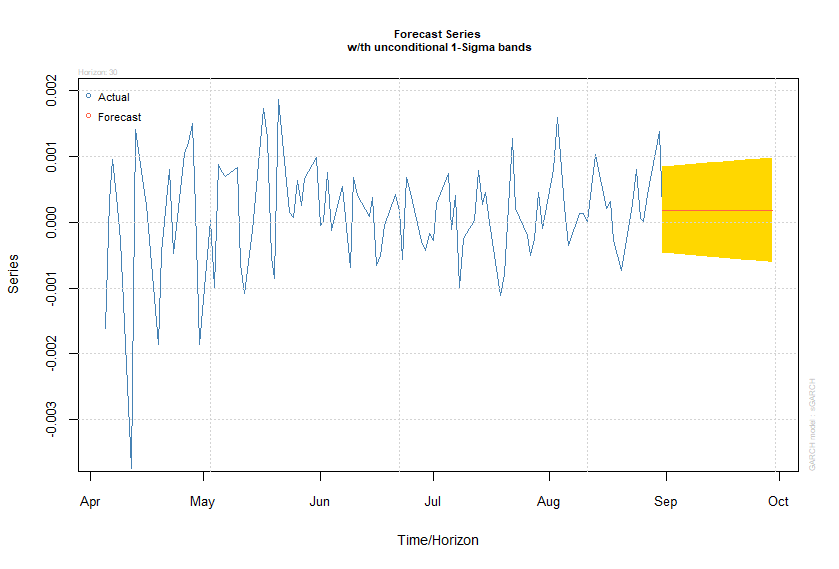 Forecast Series
w/th unconditional 1-Sigma bands
Horizon: 30
Actual
Forecast
0.002
0.001
0.000
-0.001
-0.002
-0.003
Series
Apr
May
Jun
Jul
Aug
Sep
Oct
Time/Horizon
GARCH model : sGARCH